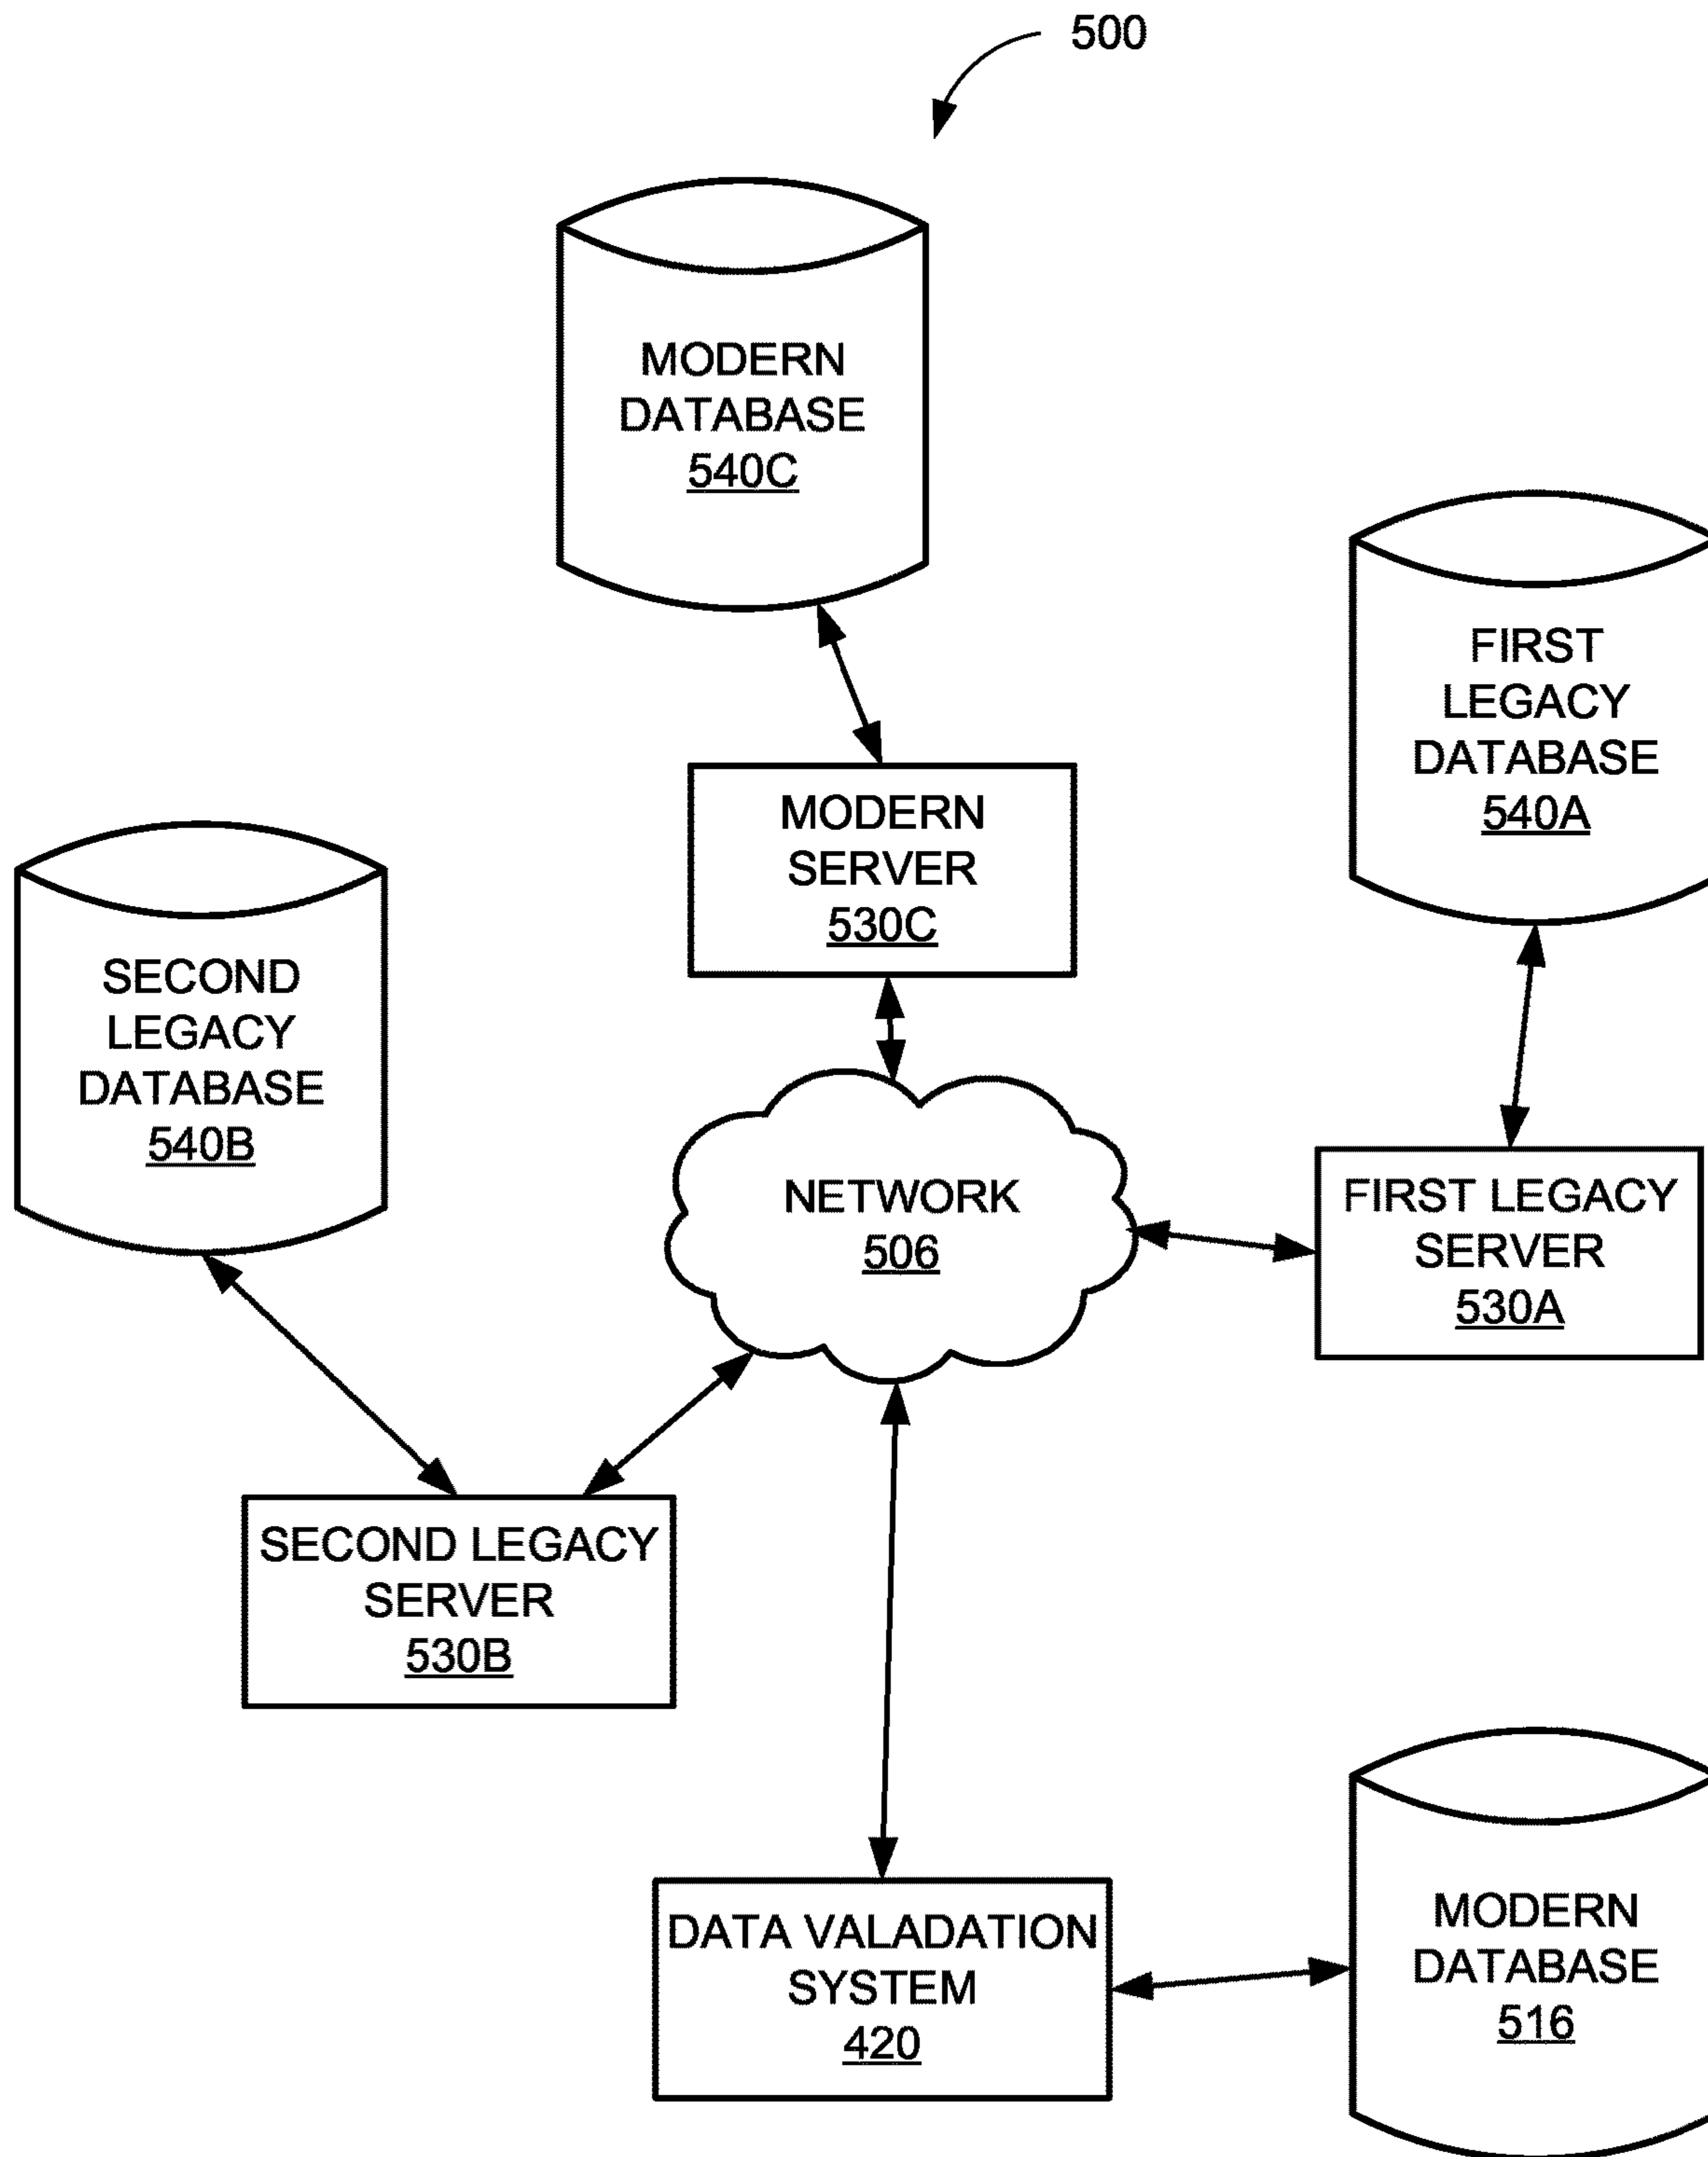 500
MODERN
DATABASE
540C
FIRST
LEGACY
DATABASE
540A
MODERN
SERVER
530C
SECOND
LEGACY
DATABASE
540B
NETWORK
506
FIRST LEGACY
SERVER
530A
SECOND LEGACY
SERVER
530B
DATA VALADATION
SYSTEM
420
MODERN
DATABASE
516